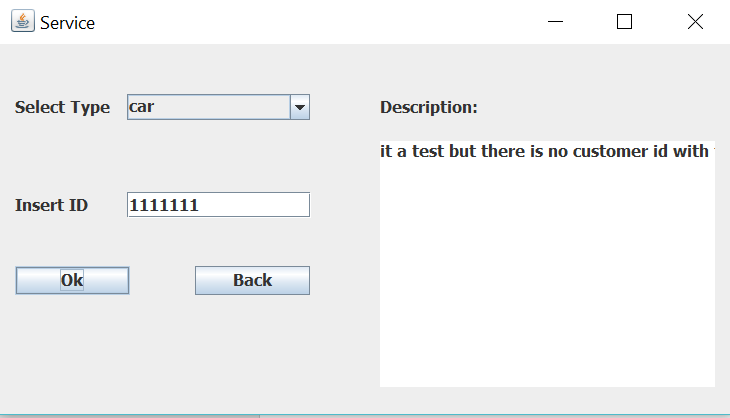 Service
Select Type car
Description:
it a test but there is no customer id with
Insert ID 1111111
Ok Back